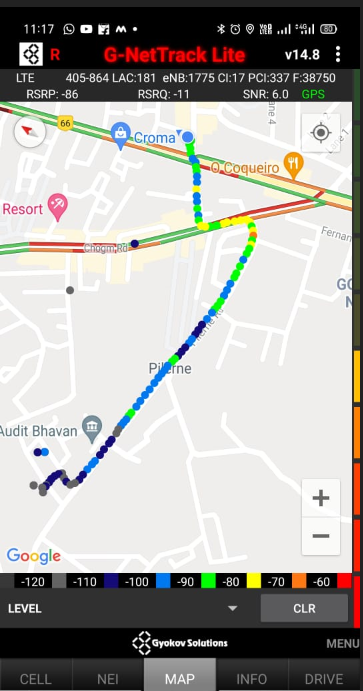 11:17 80
R G-NetTrack Lite v14.8
LTE 405-864 LAC:181 eNB:1775 CI:17 PCI:337 F:38750
RSRP:-86 RSRQ:-11 SNR: 6.0 GPS
66
Croma
O Coqueiro
Resort
Chogm Rd
Fernan
Pilerne
Audit Bhavan
+
−
Google
-120 -110 -100 -90 -80 -70 -60
LEVEL CLR
Gyokov Solutions MENU
CELL NEI MAP INFO DRIVE